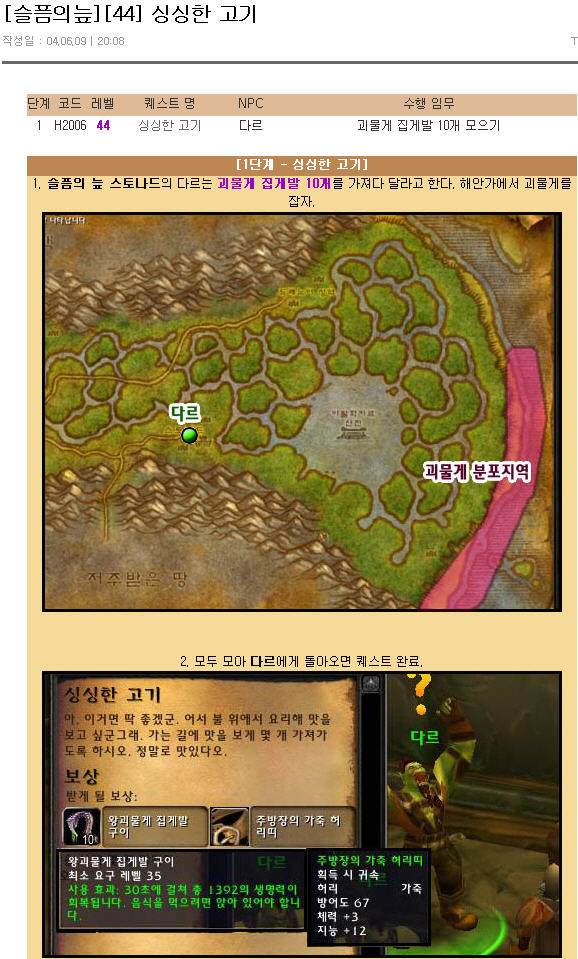 [슬픔의늪][44] 싱싱한 고기
작성일 : 04.06.09 | 20:08
T
단계 코드 레벨 퀘스트 명 NPC 수행 임무
1 H2006 44 싱싱한 고기 다르 괴물게 집게발 10개 모으기
[1단계 - 싱싱한 고기]
1. 슬픔의 늪 스토나드의 다르는 괴물게 집게발 10개를 가져다 달라고 한다. 해안가에서 괴물게를
잡자.
다르
괴물게 분포지역
저주받은 땅
2. 모두 모아 다르에게 돌아오면 퀘스트 완료.
싱싱한 고기
아, 이거면 딱 좋겠군. 어서 불 위에서 요리해 맛을
보고 싶군그래. 가는 길에 맛을 보게 몇 개 가져가
도록 하시오. 정말로 맛있다오.
보상
받게 될 보상:
왕괴물게 집게발
구이
10
주방장의 가죽 허
리띠
다르
왕괴물게 집게발 구이
최소 요구 레벨 35
사용 효과: 30초에 걸쳐 총 1392의 생명력이
회복됩니다. 음식을 먹으려면 앉아 있어야 합니
다.
다르
주방장의 가죽 허리띠
획득 시 귀속
허리 가죽
방어도 67
체력 +3
지능 +12